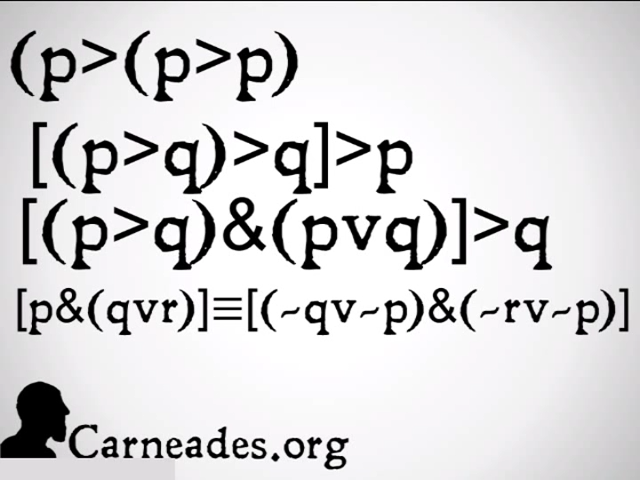 (p>(p>p)
[(p>q)>q]>p
[(p>q)&(pvq)]>q
[p&(qvr)]≡[(~qv~p)&(~rv~p)]
Carneades.org